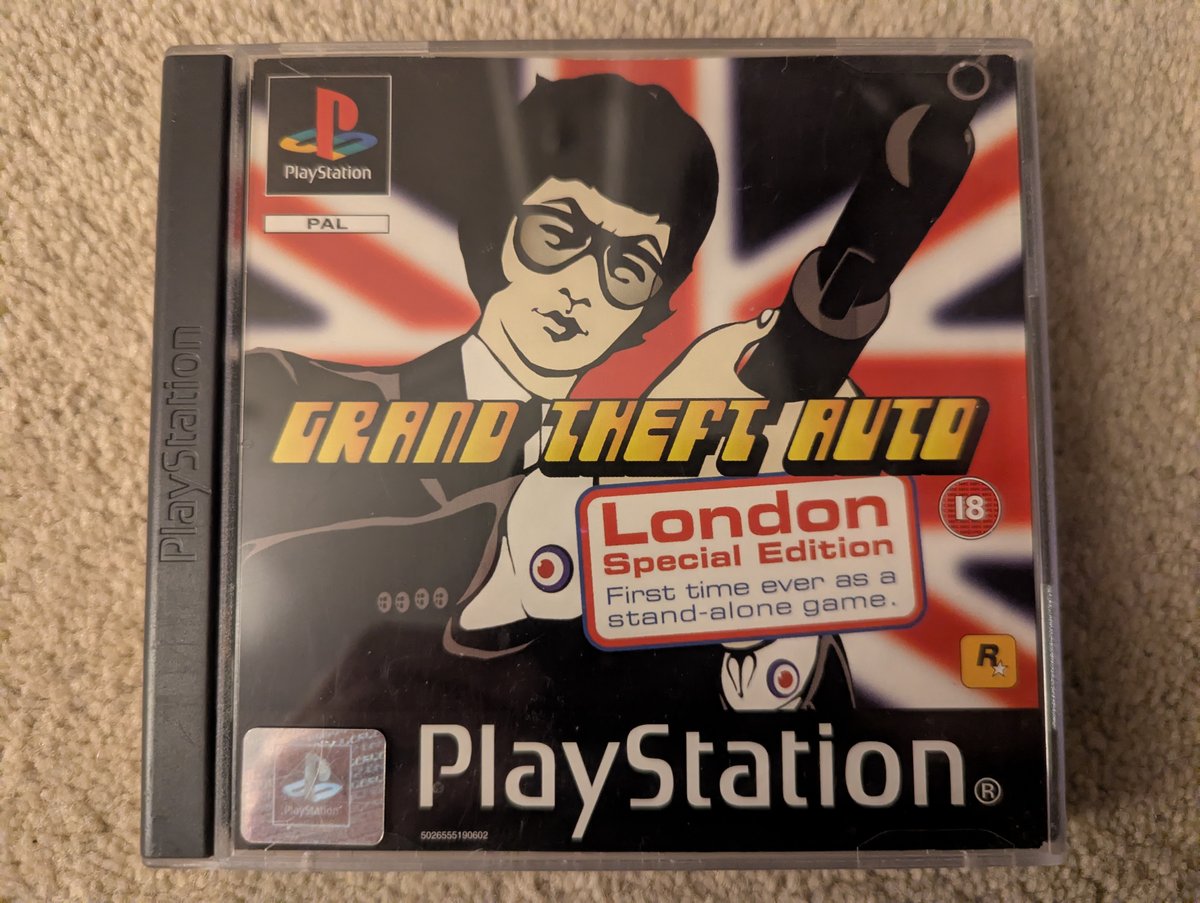 PlayStation
PAL
PlayStation
GRAND THEFT AUTO
London
Special Edition
First time ever as a
stand-alone game.
18
R
PlayStation
PlayStation®
5026555190602